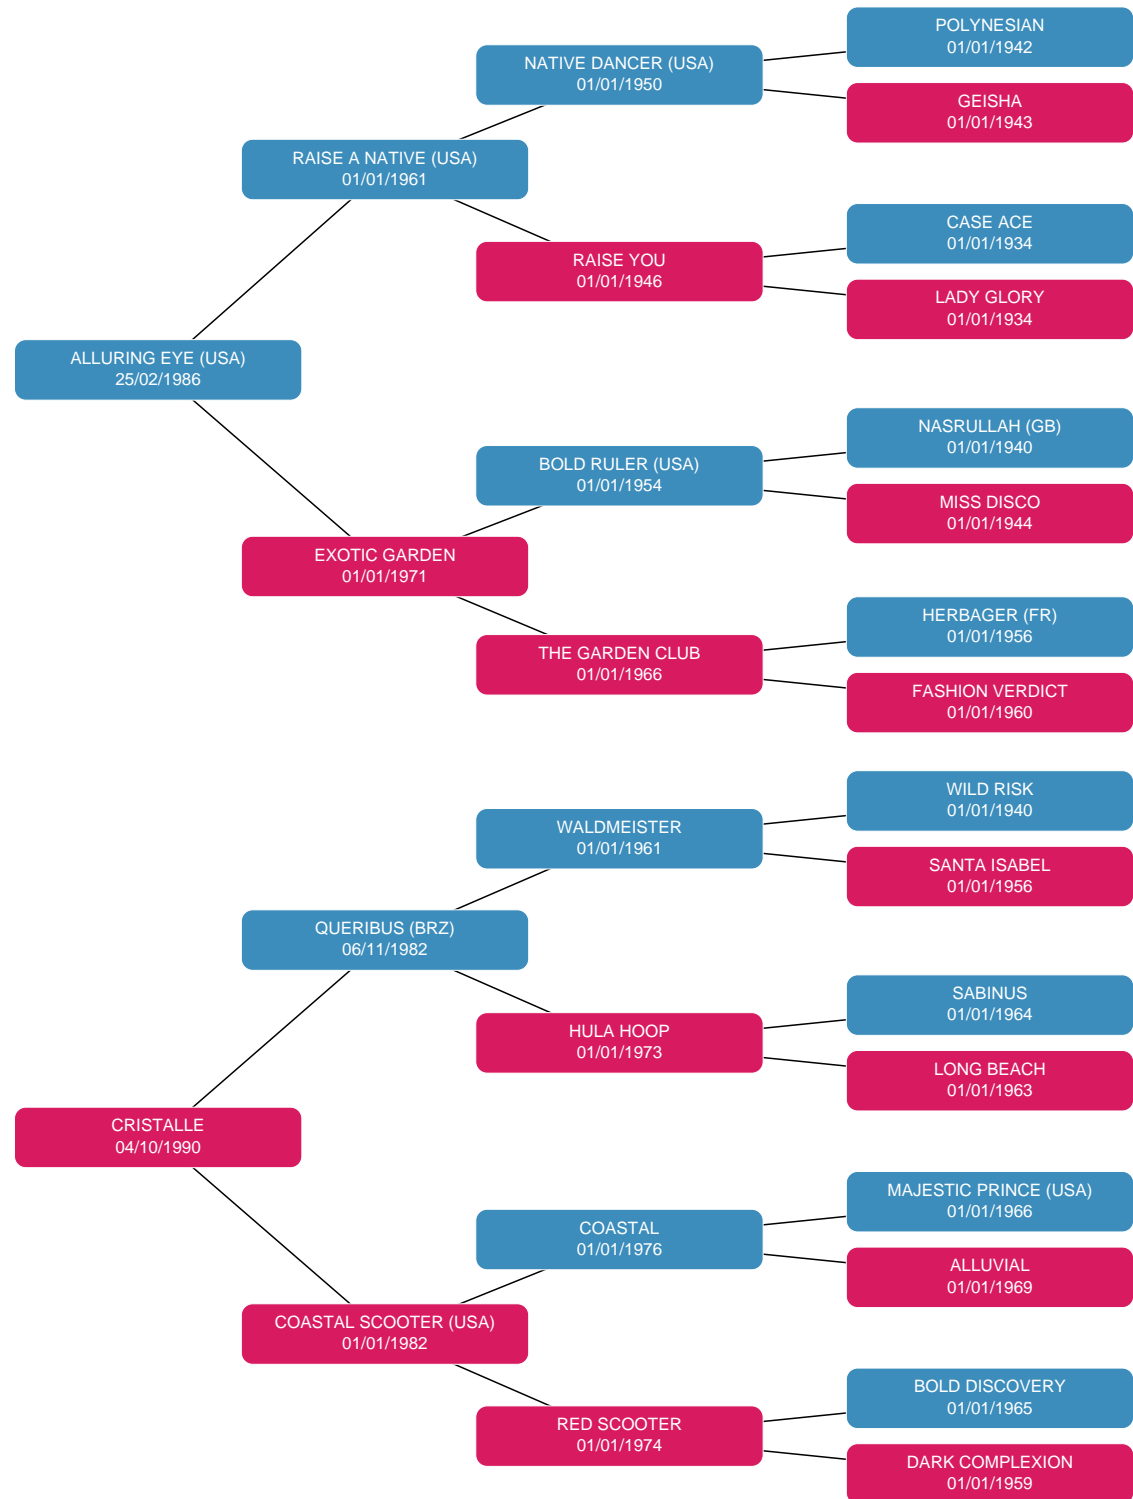 POLYNESIAN
01/01/1942
NATIVE DANCER (USA)
01/01/1950
GEISHA
01/01/1943
RAISE A NATIVE (USA)
01/01/1961
CASE ACE
01/01/1934
RAISE YOU
01/01/1946
LADY GLORY
01/01/1934
ALLURING EYE (USA)
25/02/1986
NASRULLAH (GB)
01/01/1940
BOLD RULER (USA)
01/01/1954
MISS DISCO
01/01/1944
EXOTIC GARDEN
01/01/1971
HERBAGER (FR)
01/01/1956
THE GARDEN CLUB
01/01/1966
FASHION VERDICT
01/01/1960
WILD RISK
01/01/1940
WALDMEISTER
01/01/1961
SANTA ISABEL
01/01/1956
QUERIBUS (BRZ)
06/11/1982
SABINUS
01/01/1964
HULA HOOP
01/01/1973
LONG BEACH
01/01/1963
CRISTALLE
04/10/1990
MAJESTIC PRINCE (USA)
01/01/1966
COASTAL
01/01/1976
ALLUVIAL
01/01/1969
COASTAL SCOOTER (USA)
01/01/1982
BOLD DISCOVERY
01/01/1965
RED SCOOTER
01/01/1974
DARK COMPLEXION
01/01/1959